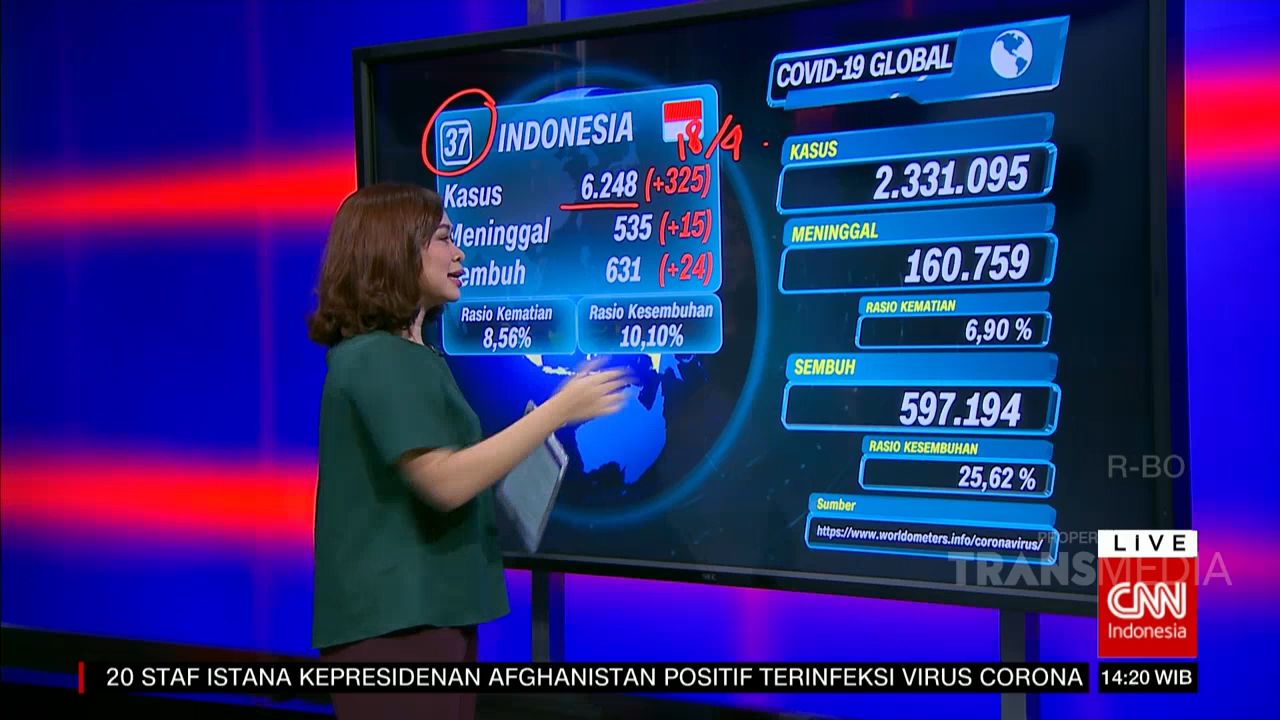 COVID-19 GLOBAL
37 INDONESIA
18/4
Kasus 6.248 (+325)
Meninggal 535 (+15)
embuh 631 (+24)
Rasio Kematian
8,56%
Rasio Kesembuhan
10,10%
KASUS
2.331.095
MENINGGAL
160.759
RASIO KEMATIAN
6,90 %
SEMBUH
597.194
RASIO KESEMBUHAN
25,62 %
Sumber
https://www.worldometers.info/coronavirus/
NEC
R-BO
PROPER
TRANSMEDIA
LIVE
CNN
Indonesia
20 STAF ISTANA KEPRESIDENAN AFGHANISTAN POSITIF TERINFEKSI VIRUS CORONA
14:20 WIB